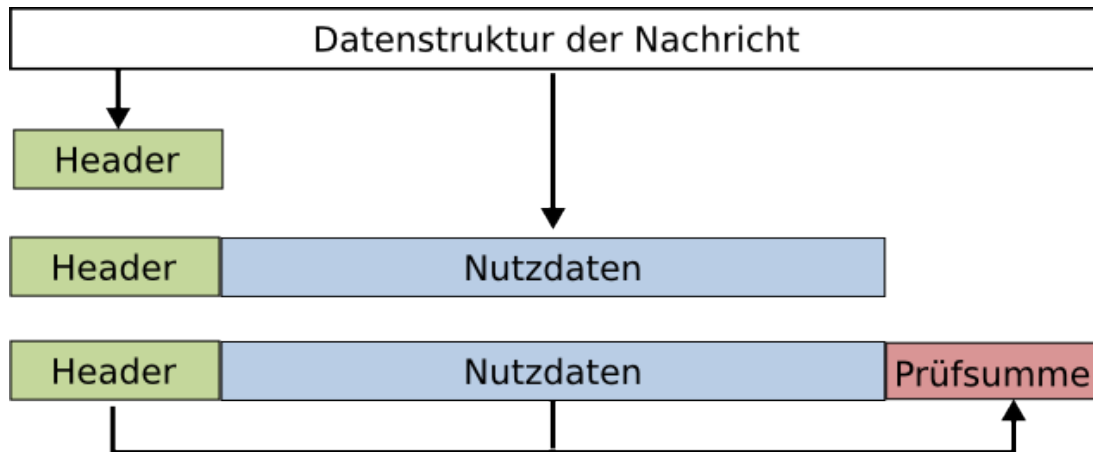 Datenstruktur der Nachricht
Header
Header Nutzdaten
Header Nutzdaten Prüfsumme